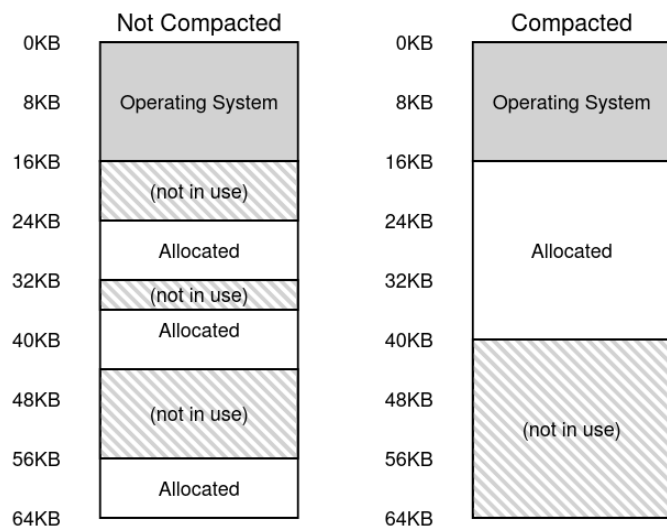 Not Compacted
0KB
8KB
Operating System
16KB
(not in use)
24KB
Allocated
32KB
(not in use)
Allocated
40KB
48KB
(not in use)
56KB
Allocated
64KB
Compacted
0KB
8KB
Operating System
16KB
24KB
Allocated
32KB
40KB
48KB
(not in use)
56KB
64KB